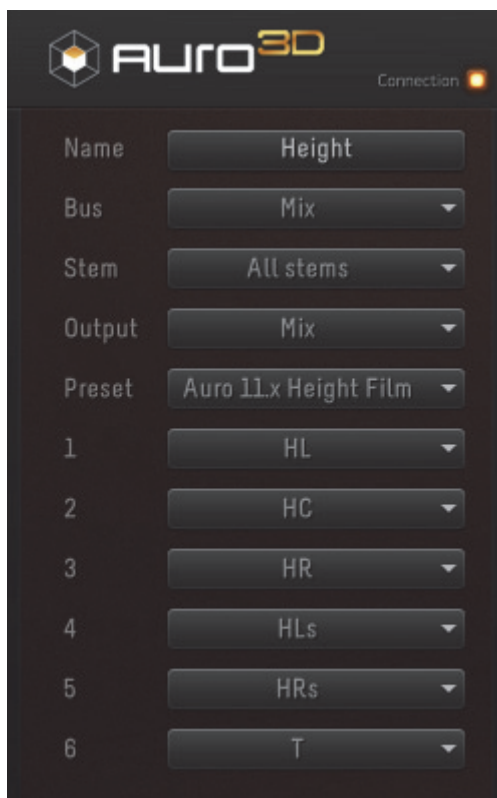 Auro3D
Connection
Name Height
Bus Mix
Stem All stems
Output Mix
Preset Auro 11.x Height Film
1 HL
2 HC
3 HR
4 HLs
5 HRs
6 T